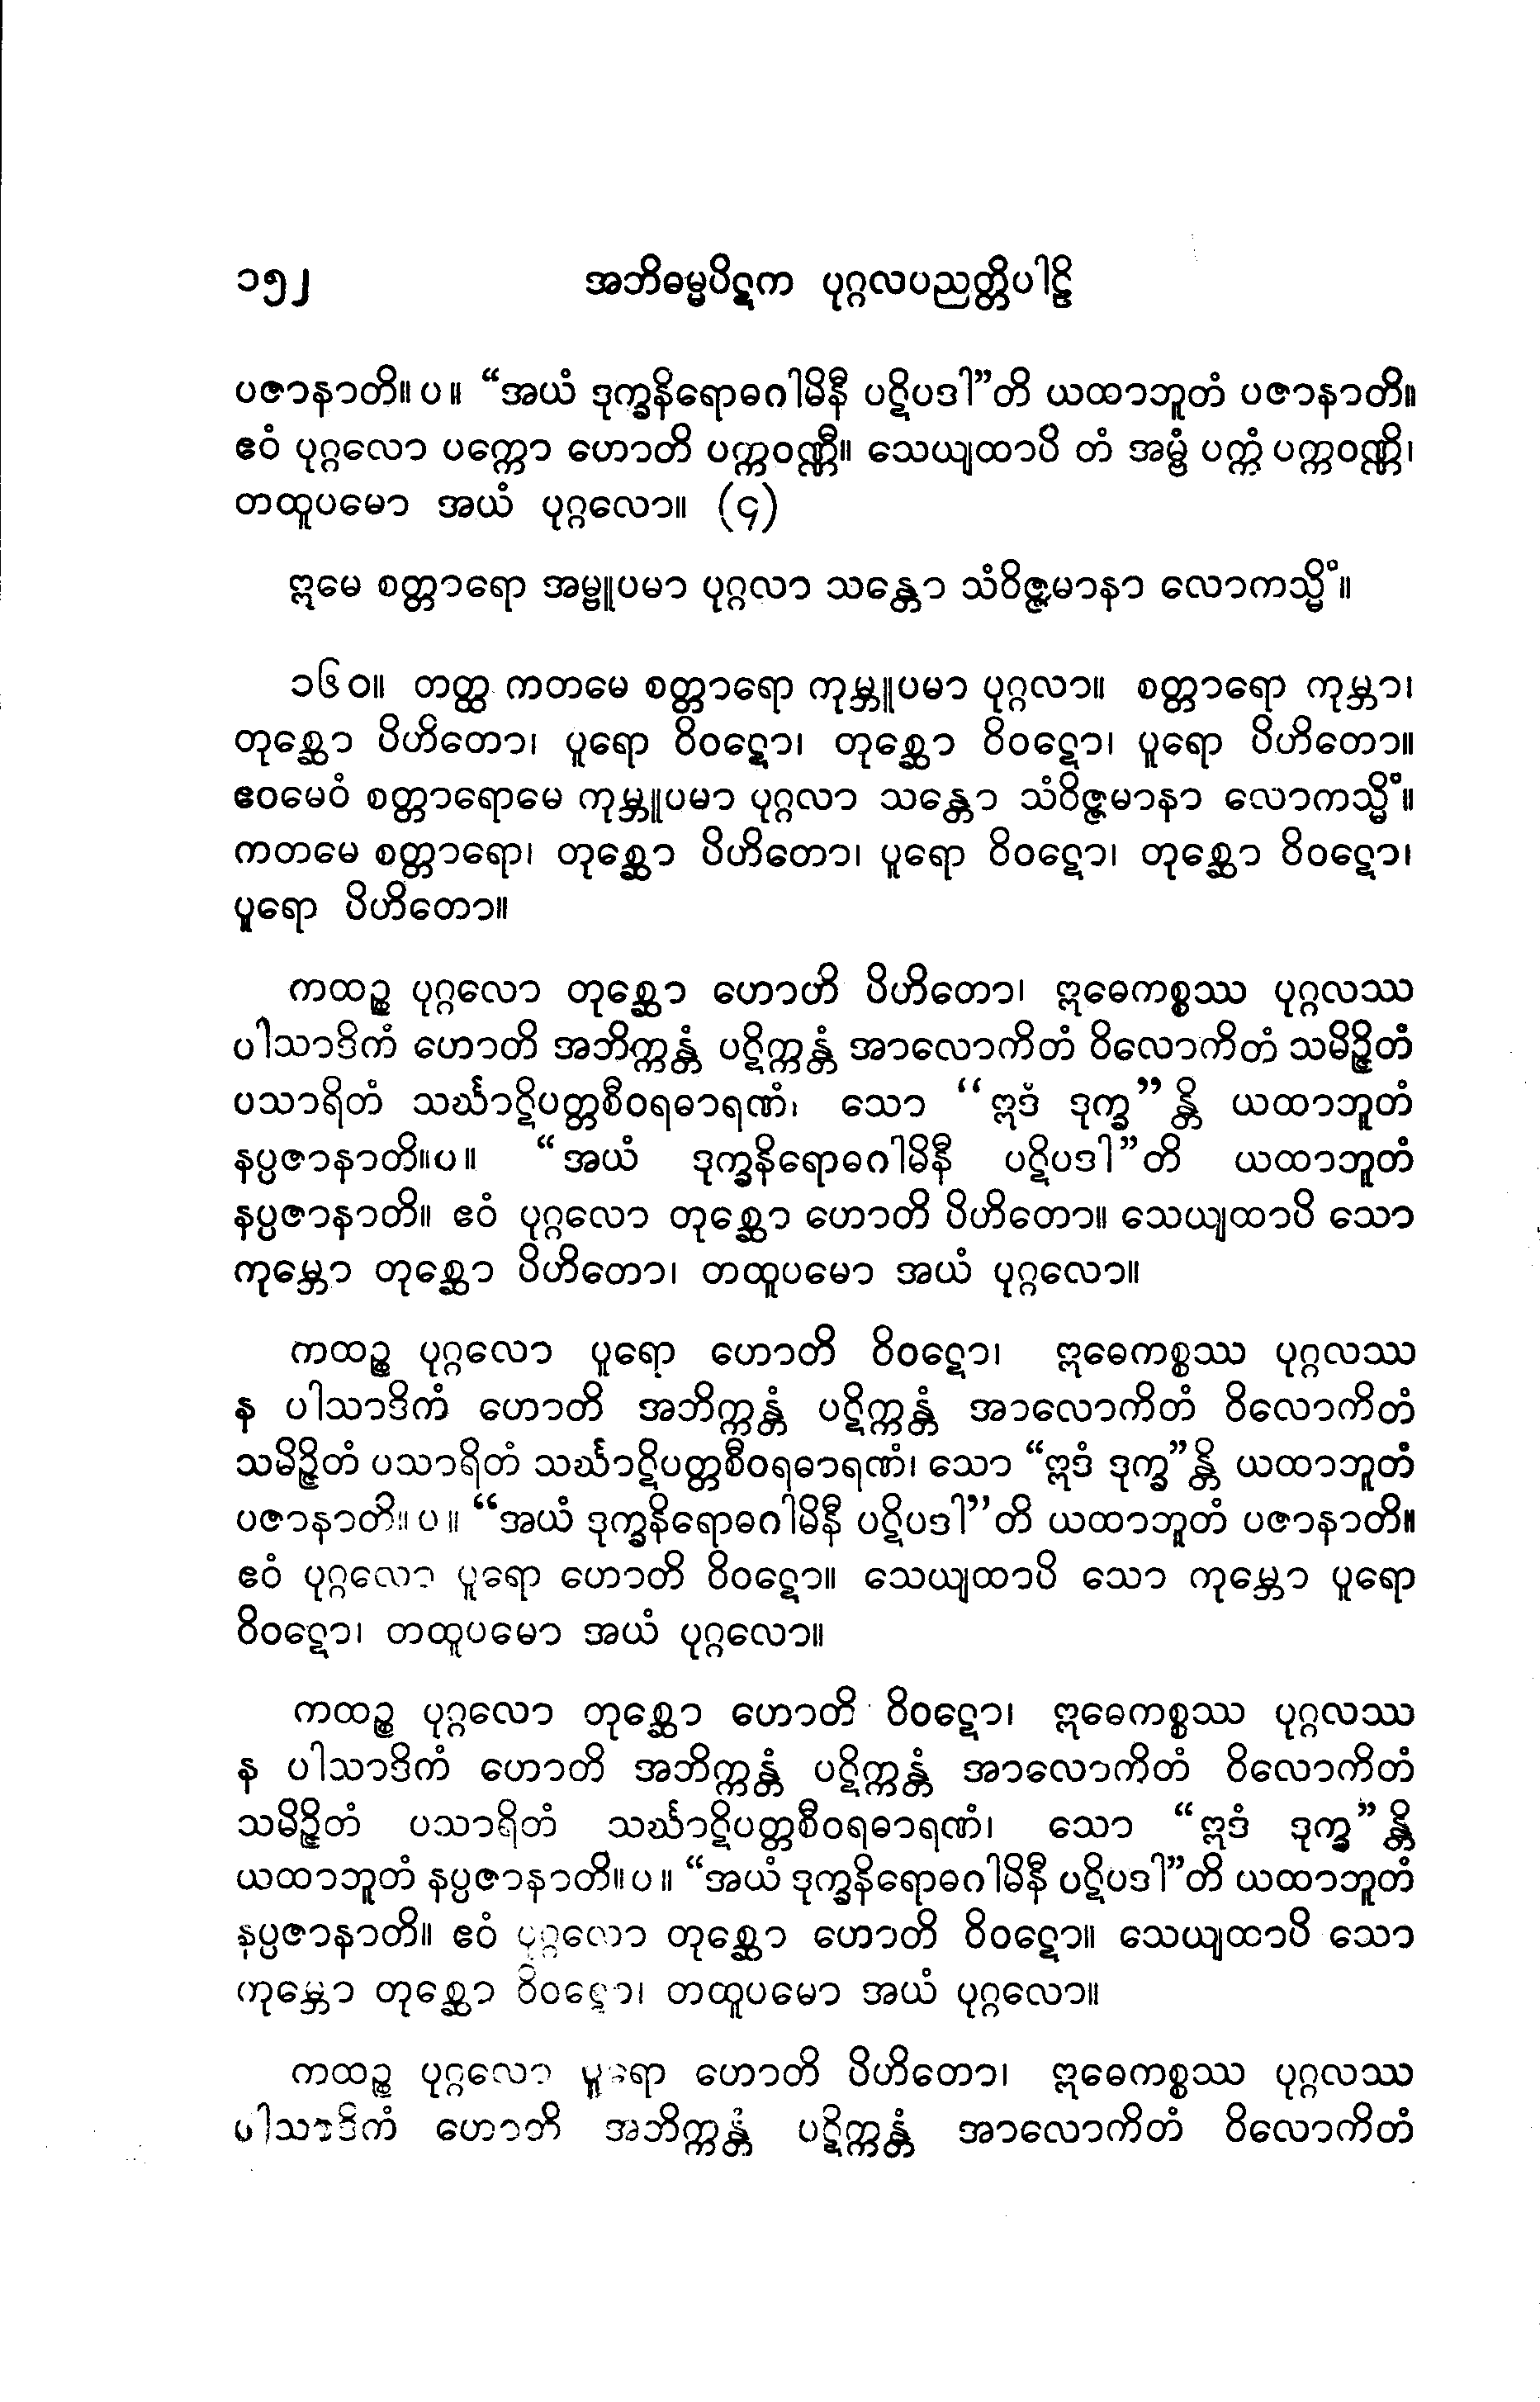 ၁၅၂ အဘိဓမ္မပိဋက ပုဂ္ဂလပညတ္တိပါဠိ
ပဇာနာတိ။ ပ ။ “အယံ ဒုက္ခနိရောဓဂါမိနီ ပဋိပဒါ”တိ ယထာဘူတံ ပဇာနာတိ။
ဧဝံ ပုဂ္ဂလော ပက္ကော ဟောတိ ပက္ကဝဏ္ဏီ။ သေယျထာပိ တံ အမ္ဗံ ပက္ကံ ပက္ကဝဏ္ဏိ၊
တထူပမော အယံ ပုဂ္ဂလော။ (၄)
ဣမေ စတ္တာရော အမ္ဗူပမာ ပုဂ္ဂလာ သန္တော သံဝိဇ္ဇမာနာ လောကသ္မိံ။
၁၆၀။ တတ္ထ ကတမေ စတ္တာရော ကုမ္ဘူပမာ ပုဂ္ဂလာ။ စတ္တာရော ကုမ္ဘာ၊
တုစ္ဆော ပိဟိတော၊ ပူရော ဝိဝဋော၊ တုစ္ဆော ဝိဝဋော၊ ပူရော ပိဟိတော။
ဧဝမေဝံ စတ္တာရောမေ ကုမ္ဘူပမာ ပုဂ္ဂလာ သန္တော သံဝိဇ္ဇမာနာ လောကသ္မိံ။
ကတမေ စတ္တာရော၊ တုစ္ဆော ပိဟိတော၊ ပူရော ဝိဝဋော၊ တုစ္ဆော ဝိဝဋော၊
ပူရော ပိဟိတော။
ကထဉ္စ ပုဂ္ဂလော တုစ္ဆော ဟောဟိ ပိဟိတော၊ ဣဓေကစ္စဿ ပုဂ္ဂလဿ
ပါသာဒိကံ ဟောတိ အဘိက္ကန္တံ ပဋိက္ကန္တံ အာလောကိတံ ဝိလောကိတံ သမိဉ္ဇိတံ
ပသာရိတံ သင်္ဃာဋိပတ္တစီဝရဓာရဏံ၊ သော “ဣဒံ ဒုက္ခ”န္တိ ယထာဘူတံ
နပ္ပဇာနာတိ။ပ။ “အယံ ဒုက္ခနိရောဓဂါမိနီ ပဋိပဒါ”တိ ယထာဘူတံ
နပ္ပဇာနာတိ။ ဧဝံ ပုဂ္ဂလော တုစ္ဆော ဟောတိ ပိဟိတော။ သေယျထာပိ သော
ကုမ္ဘော တုစ္ဆော ပိဟိတော၊ တထူပမော အယံ ပုဂ္ဂလော။
ကထဉ္စ ပုဂ္ဂလော ပူရော ဟောတိ ဝိဝဋော၊ ဣဓေကစ္စဿ ပုဂ္ဂလဿ
န ပါသာဒိကံ ဟောတိ အဘိက္ကန္တံ ပဋိက္ကန္တံ အာလောကိတံ ဝိလောကိတံ
သမိဉ္ဇိတံ ပသာရိတံ သင်္ဃာဋိပတ္တစီဝရဓာရဏံ၊ သော “ဣဒံ ဒုက္ခ”န္တိ ယထာဘူတံ
ပဇာနာတိ။ ပ ။ “အယံ ဒုက္ခနိရောဓဂါမိနီ ပဋိပဒါ”တိ ယထာဘူတံ ပဇာနာတိ။
ဧဝံ ပုဂ္ဂလော ပူရော ဟောတိ ဝိဝဋော။ သေယျထာပိ သော ကုမ္ဘော ပူရော
ဝိဝဋော၊ တထူပမော အယံ ပုဂ္ဂလော။
ကထဉ္စ ပုဂ္ဂလော တုစ္ဆော ဟောတိ ဝိဝဋော၊ ဣဓေကစ္စဿ ပုဂ္ဂလဿ
န ပါသာဒိကံ ဟောတိ အဘိက္ကန္တံ ပဋိက္ကန္တံ အာလောကိတံ ဝိလောကိတံ
သမိဉ္ဇိတံ ပသာရိတံ သင်္ဃာဋိပတ္တစီဝရဓာရဏံ၊ သော “ဣဒံ ဒုက္ခ”န္တိ
ယထာဘူတံ နပ္ပဇာနာတိ။ ပ ။ “အယံ ဒုက္ခနိရောဓဂါမိနီ ပဋိပဒါ”တိ ယထာဘူတံ
နပ္ပဇာနာတိ။ ဧဝံ ပုဂ္ဂလော တုစ္ဆော ဟောတိ ဝိဝဋော။ သေယျထာပိ သော
ကုမ္ဘော တုစ္ဆော ဝိဝဋော၊ တထူပမော အယံ ပုဂ္ဂလော။
ကထဉ္စ ပုဂ္ဂလော ပူရော ဟောတိ ပိဟိတော၊ ဣဓေကစ္စဿ ပုဂ္ဂလဿ
ပါသာဒိကံ ဟောတိ အဘိက္ကန္တံ ပဋိက္ကန္တံ အာလောကိတံ ဝိလောကိတံ